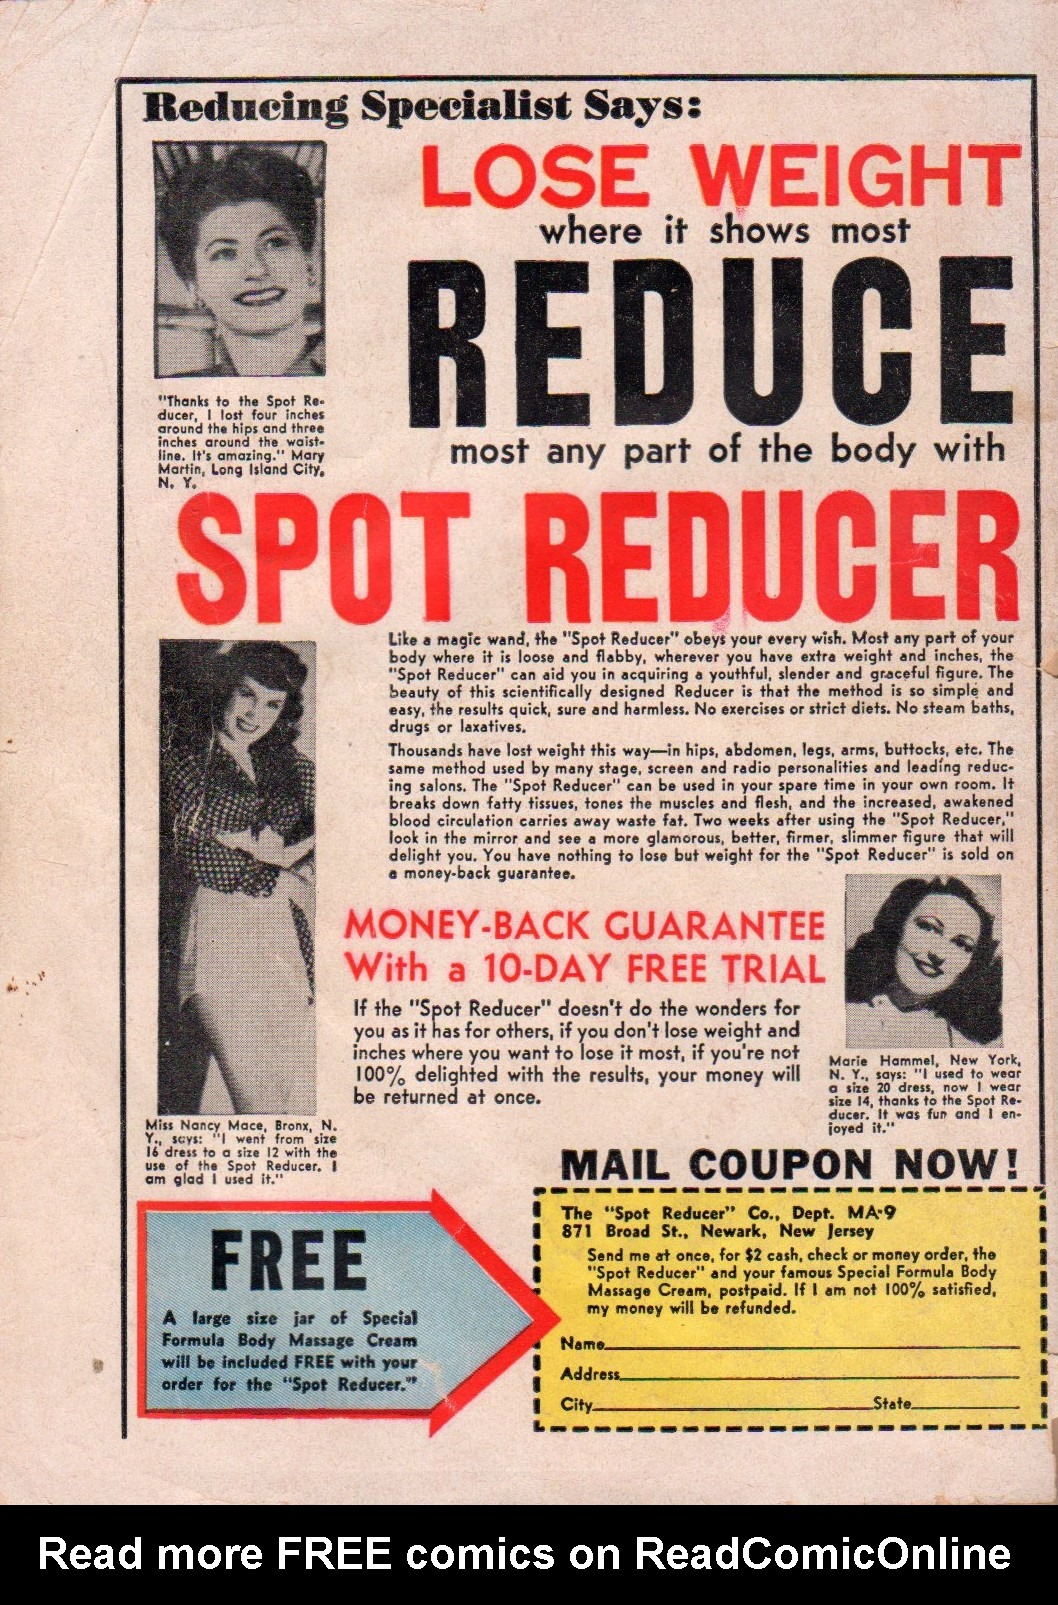 Reducing Specialist Says:
LOSE WEIGHT
where it shows most
REDUCE
most any part of the body with
SPOT REDUCER
"Thanks to the Spot Re-
ducer, I lost four inches
around the hips and three
inches around the waist-
line. It's amazing." Mary
Martin, Long Island City,
N. Y.
Like a magic wand, the "Spot Reducer" obeys your every wish. Most any part of your
body where it is loose and flabby, wherever you have extra weight and inches, the
"Spot Reducer" can aid you in acquiring a youthful, slender and graceful figure. The
beauty of this scientifically designed Reducer is that the method is so simple and
easy, the results quick, sure and harmless. No exercises or strict diets. No steam baths,
drugs or laxatives.
Thousands have lost weight this way—in hips, abdomen, legs, arms, buttocks, etc. The
same method used by many stage, screen and radio personalities and leading reduc-
ing salons. The "Spot Reducer" can be used in your spare time in your own room. It
breaks down fatty tissues, tones the muscles and flesh, and the increased, awakened
blood circulation carries away waste fat. Two weeks after using the "Spot Reducer,"
look in the mirror and see a more glamorous, better, firmer, slimmer figure that will
delight you. You have nothing to lose but weight for the "Spot Reducer" is sold on
a money-back guarantee.
MONEY-BACK GUARANTEE
With a 10-DAY FREE TRIAL
If the "Spot Reducer" doesn't do the wonders for
you as it has for others, if you don't lose weight and
inches where you want to lose it most, if you're not
100% delighted with the results, your money will
be returned at once.
Marie Hammel, New York,
N. Y., says: "I used to wear
a size 20 dress, now I wear
size 14, thanks to the Spot Re-
ducer. It was fun and I en-
joyed it."
Miss Nancy Mace, Bronx, N.
Y., says: "I went from size
16 dress to a size 12 with the
use of the Spot Reducer. I
am glad I used it."
MAIL COUPON NOW!
FREE
A large size jar of Special
Formula Body Massage Cream
will be included FREE with your
order for the "Spot Reducer."
The "Spot Reducer" Co., Dept. MA-9
871 Broad St., Newark, New Jersey
Send me at once, for $2 cash, check or money order, the
"Spot Reducer" and your famous Special Formula Body
Massage Cream, postpaid. If I am not 100% satisfied,
my money will be refunded.
Name
Address
City State
Read more FREE comics on ReadComicOnline